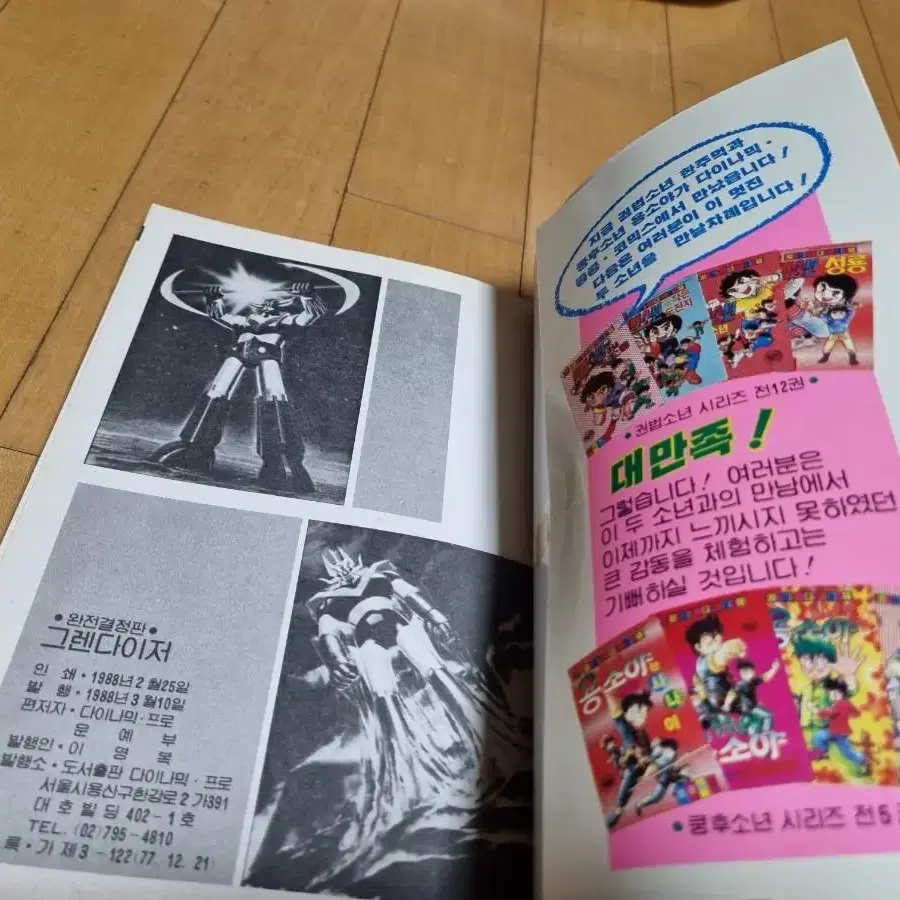 •완전결정판•
그렌다이저
인 쇄 • 1988년 2월25일
발 행 • 1988년 3월10일
편저자 • 다이나믹·프로
문 예 부
발행인 • 이 영 복
발행소 • 도서출판 다이나믹·프로
서울시용산구한강로2가391
대호빌딩 402-1호
TEL. (02)795-4810
록 • 가 제3-122(77. 12. 21)
지금 권법소년 한주먹과
쿵후소년 용소야가 다이나믹·
콩콩·코믹스에서 만났읍니다!
다음은 여러분이 이 멋진
두 소년을 만날차례입니다!
성룡
•권법소년 시리즈 전12권•
대만족!
그렇습니다! 여러분은
이 두 소년과의 만남에서
이제까지 느끼시지 못하였던
큰 감동을 체험하고는
기뻐하실 것입니다!
용소야
소야
용소야
•쿵후소년 시리즈 전5